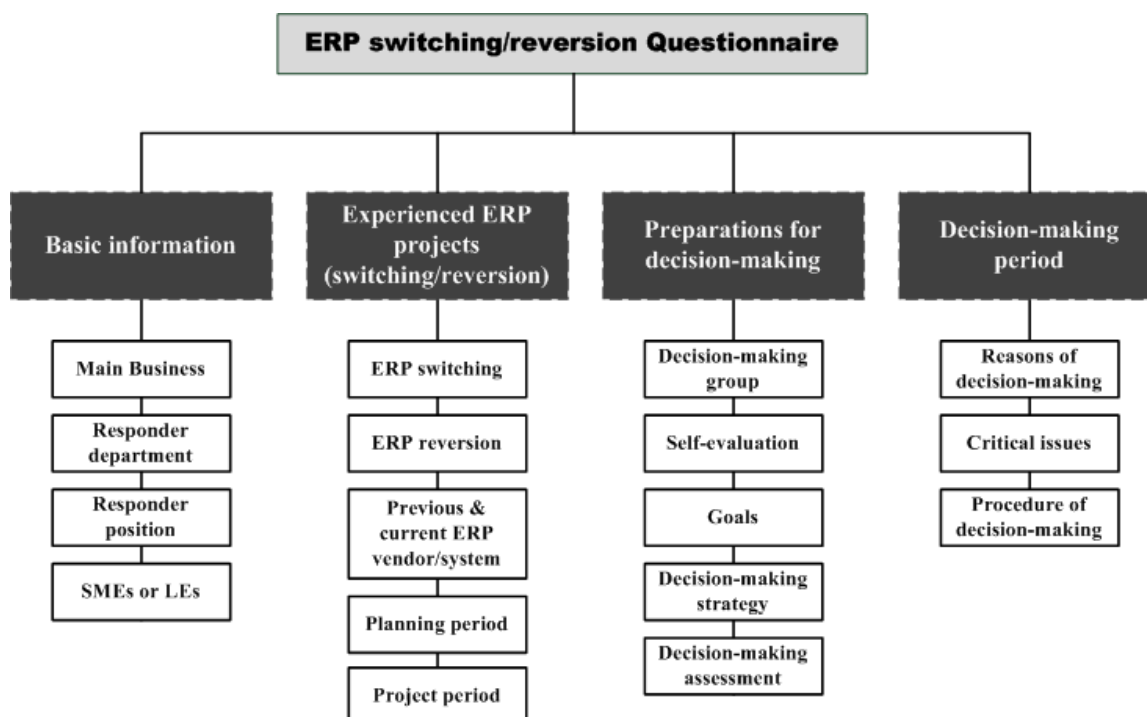 ERP switching/reversion Questionnaire
Basic information
Main Business
Responder
department
Responder
position
SMEs or LEs
Experienced ERP
projects
(switching/reversion)
ERP switching
ERP reversion
Previous &
current ERP
vendor/system
Planning period
Project period
Preparations for
decision-making
Decision-making
group
Self-evaluation
Goals
Decision-making
strategy
Decision-making
assessment
Decision-making
period
Reasons of
decision-making
Critical issues
Procedure of
decision-making